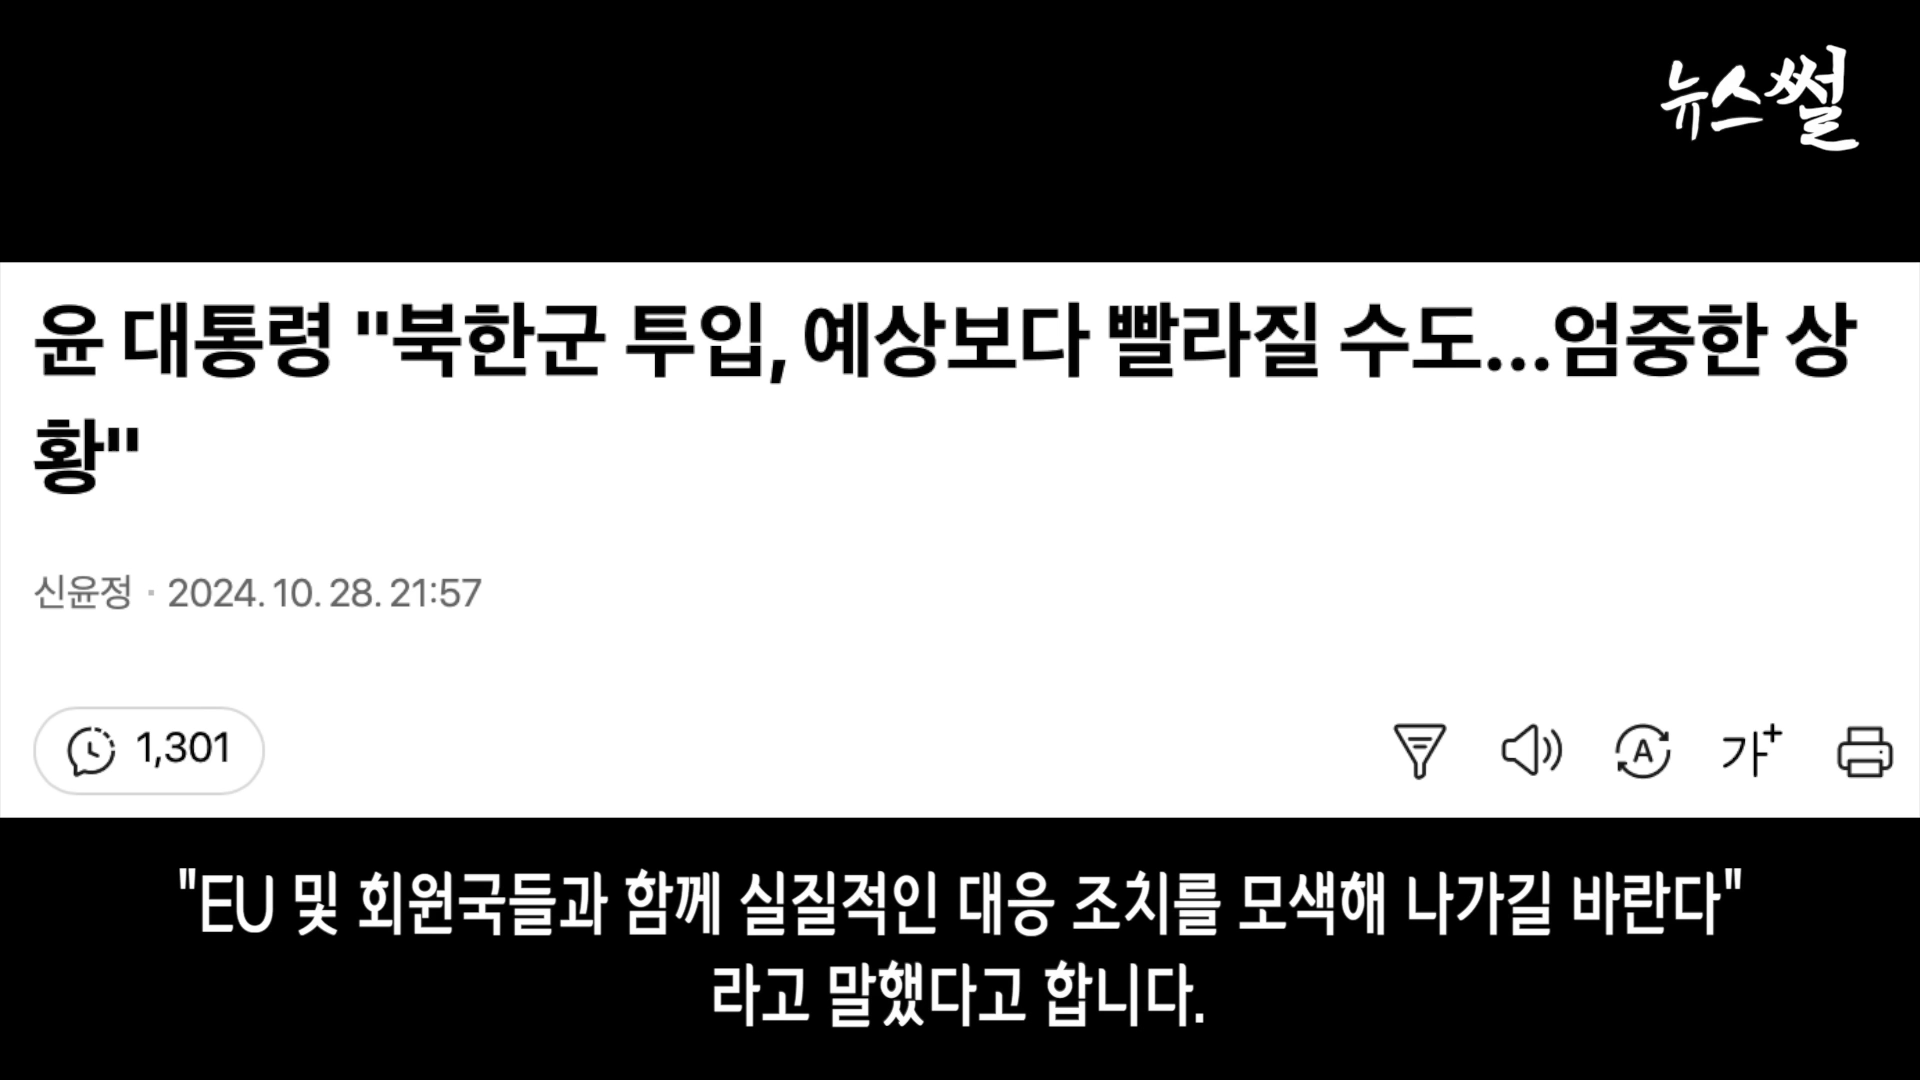 뉴스썰
윤 대통령 "북한군 투입, 예상보다 빨라질 수도...엄중한 상
황"
신윤정 · 2024. 10. 28. 21:57
1,301
가+
"EU 및 회원국들과 함께 실질적인 대응 조치를 모색해 나가길 바란다"
라고 말했다고 합니다.